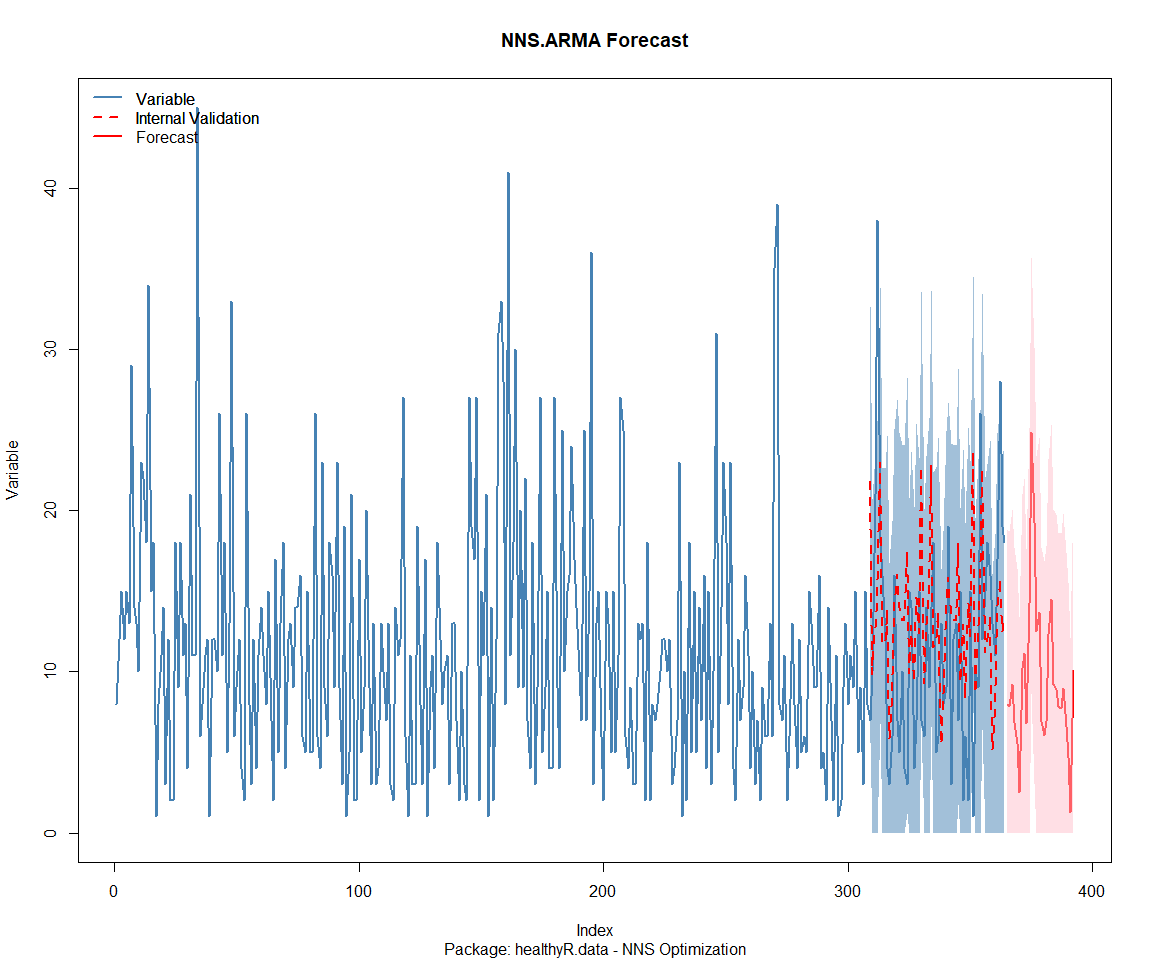 NNS.ARMA Forecast
Variable
Internal Validation
Forecast
Variable
40
30
20
10
0
0 100 200 300 400
Index
Package: healthyR.data - NNS Optimization